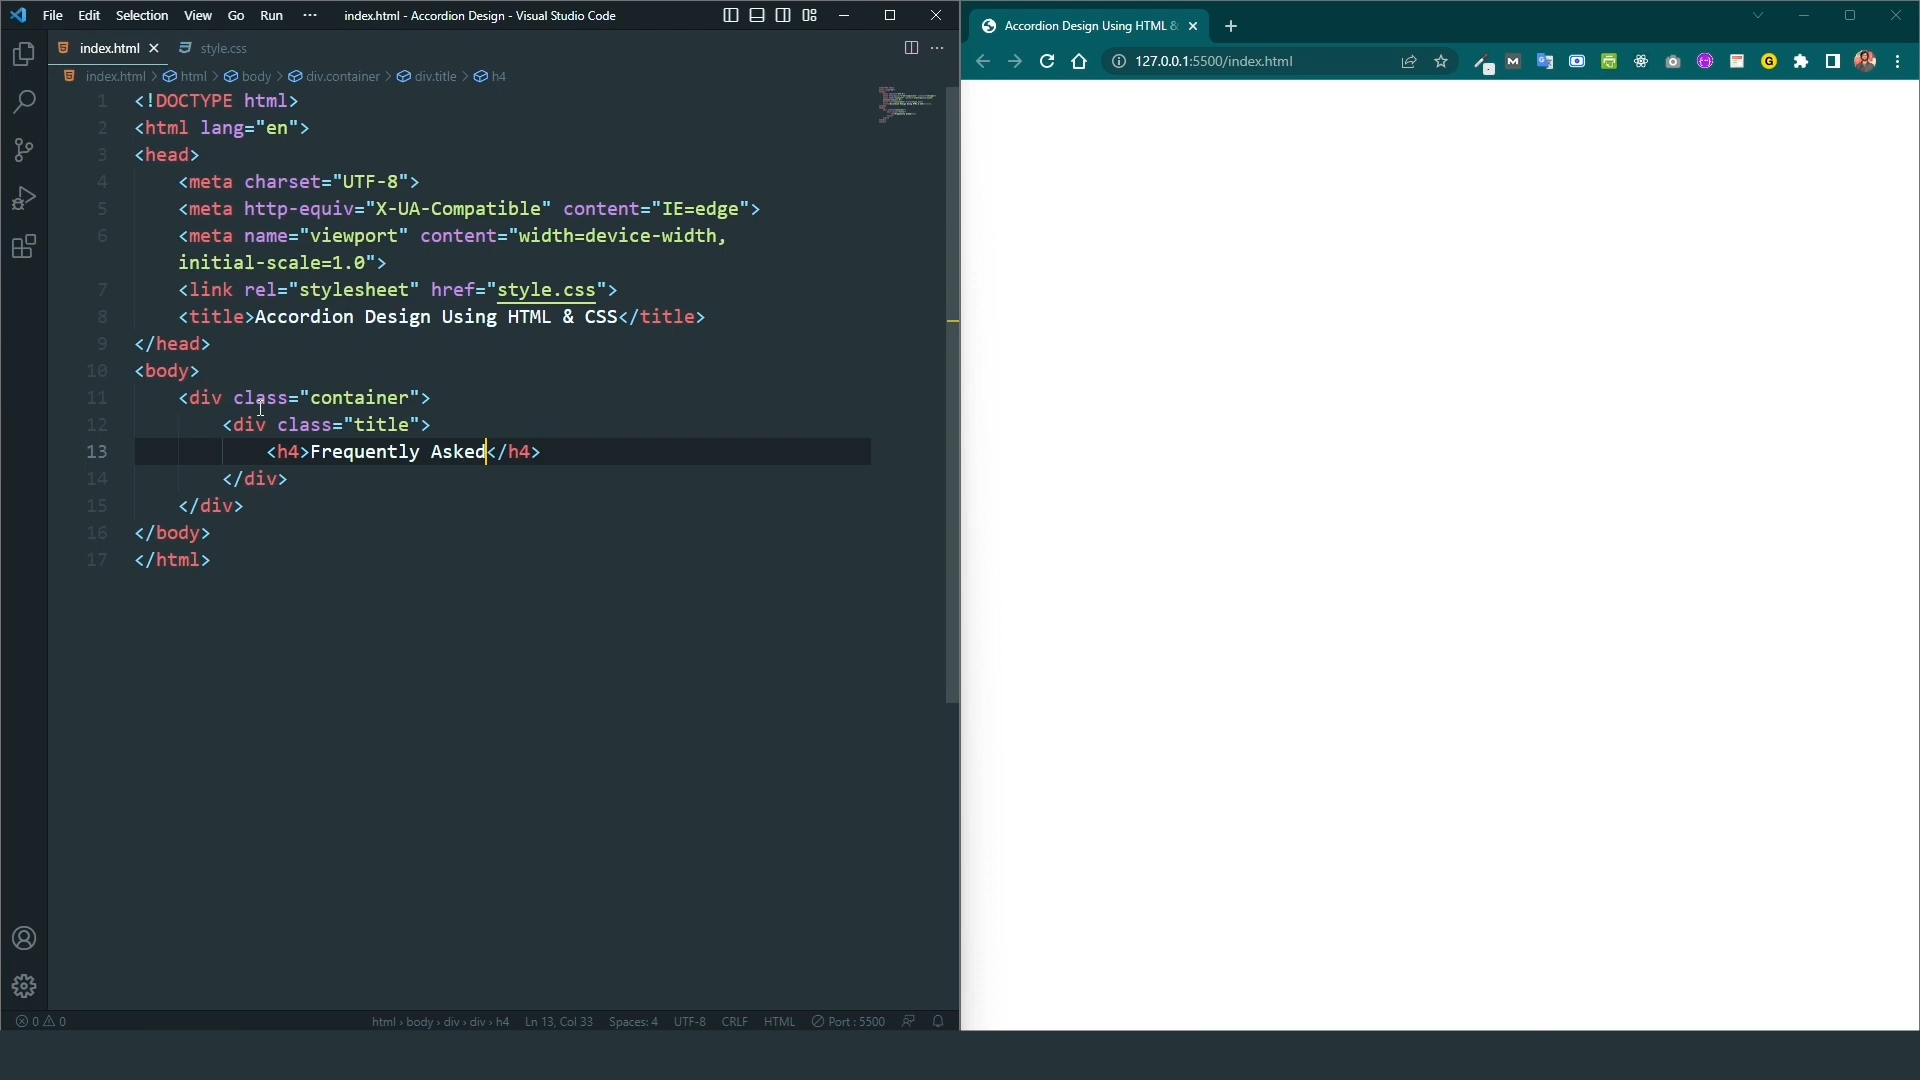 File Edit Selection View Go Run ··· index.html - Accordion Design - Visual Studio Code
index.html style.css
index.html > html > body > div.container > div.title > h4
1 <!DOCTYPE html>
2 <html lang="en">
3 <head>
4 <meta charset="UTF-8">
5 <meta http-equiv="X-UA-Compatible" content="IE=edge">
6 <meta name="viewport" content="width=device-width,
initial-scale=1.0">
7 <link rel="stylesheet" href="style.css">
8 <title>Accordion Design Using HTML & CSS</title>
9 </head>
10 <body>
11 <div class="container">
12 <div class="title">
13 <h4>Frequently Asked</h4>
14 </div>
15 </div>
16 </body>
17 </html>
0 0 html > body > div > div > h4 Ln 13, Col 33 Spaces: 4 UTF-8 CRLF HTML Port : 5500
Accordion Design Using HTML &
127.0.0.1:5500/index.html
M
G